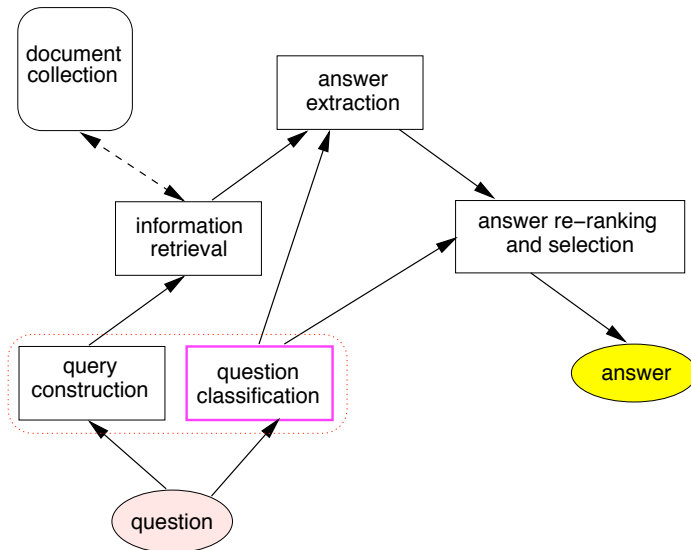 document
collection
answer
extraction
information
retrieval
answer re−ranking
and selection
query
construction
question
classification
answer
question